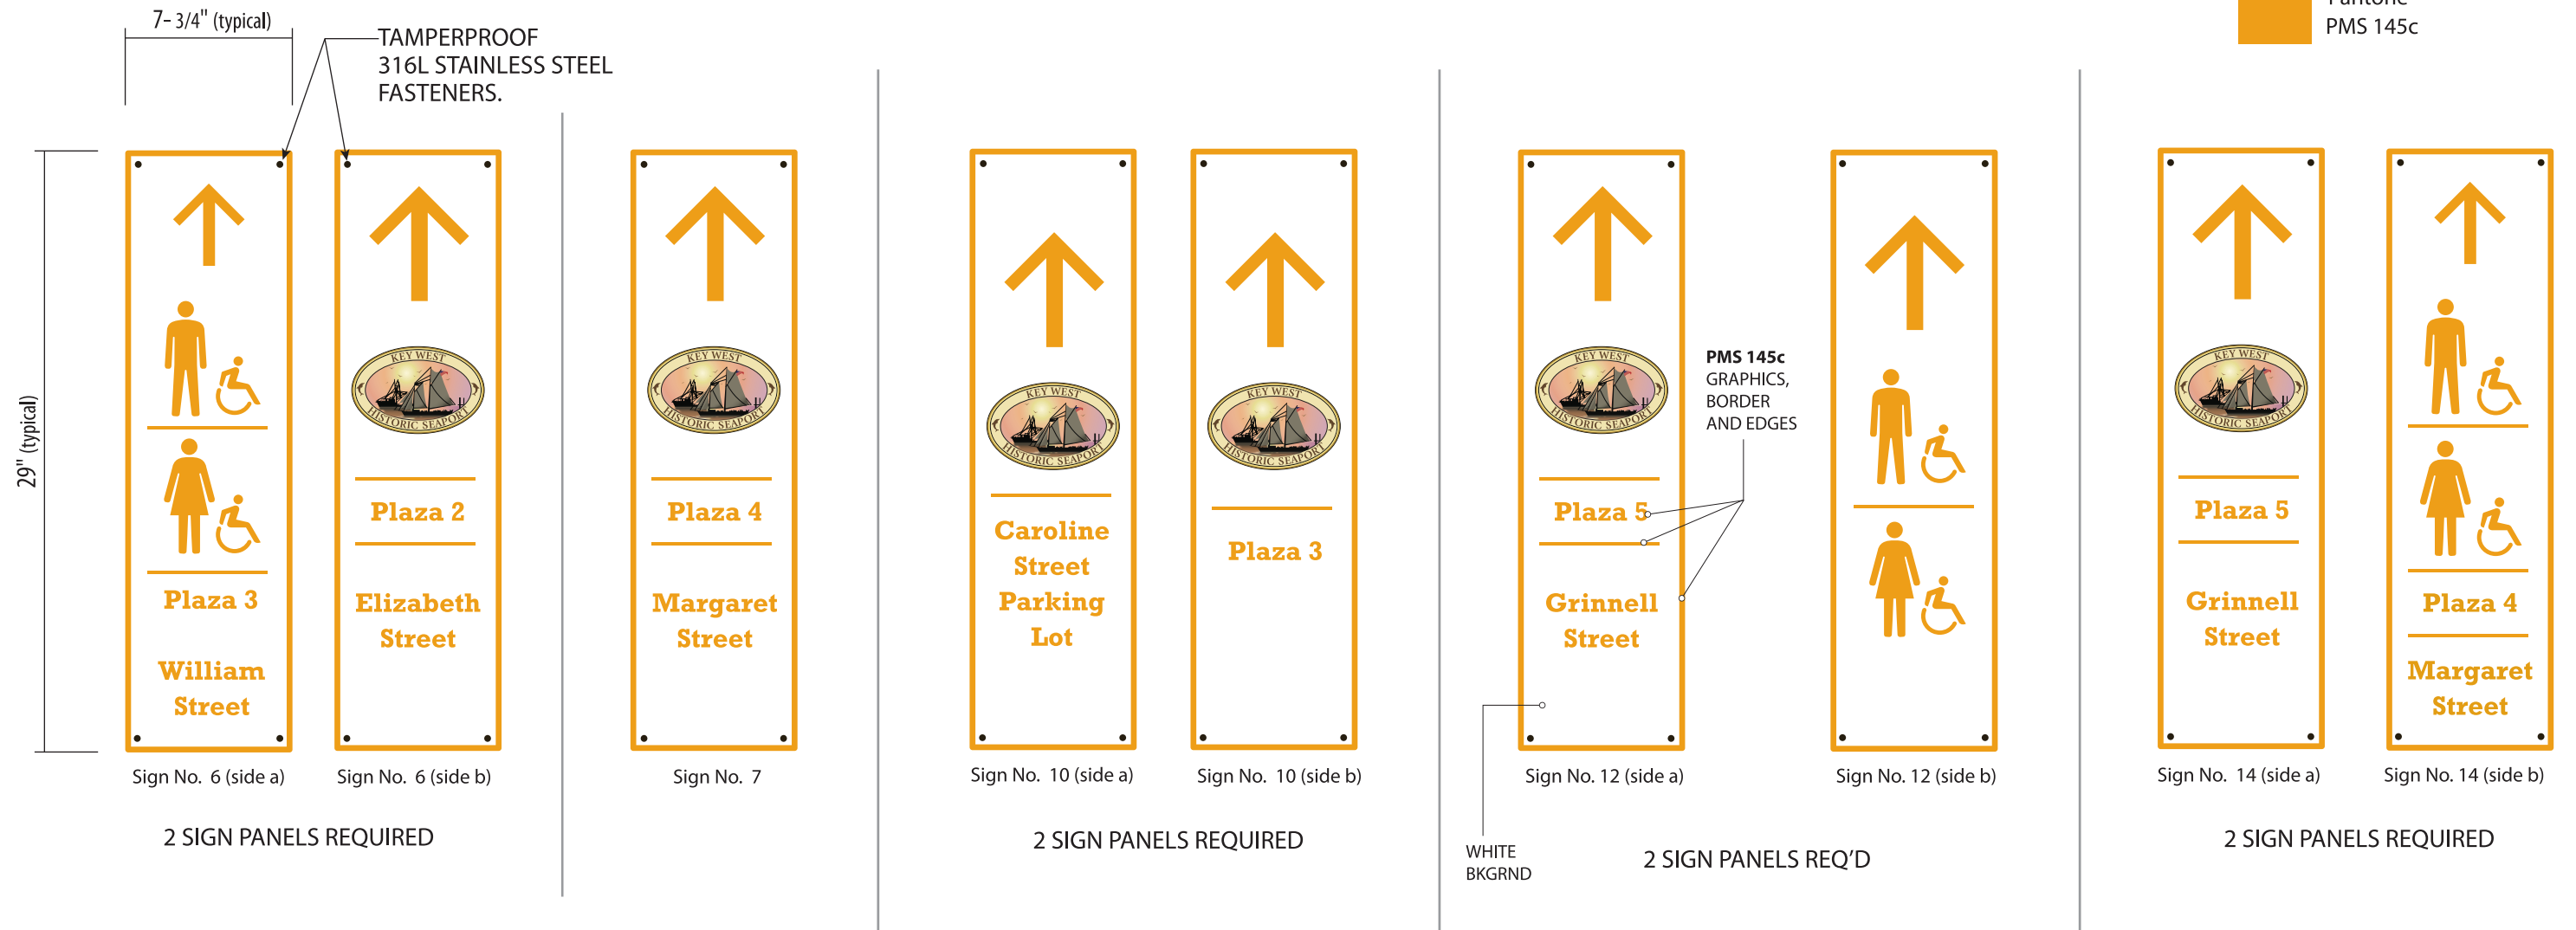 7- 3/4" (typical)
TAMPERPROOF
316L STAINLESS STEEL
FASTENERS.
Pantone
PMS 145c
29" (typical)
KEY WEST
HISTORIC SEAPORT
Plaza 3
William
Street
Sign No. 6 (side a)
Plaza 2
Elizabeth
Street
Sign No. 6 (side b)
2 SIGN PANELS REQUIRED
KEY WEST
HISTORIC SEAPORT
Plaza 4
Margaret
Street
Sign No. 7
KEY WEST
HISTORIC SEAPORT
Caroline
Street
Parking
Lot
Sign No. 10 (side a)
KEY WEST
HISTORIC SEAPORT
Plaza 3
Sign No. 10 (side b)
2 SIGN PANELS REQUIRED
KEY WEST
HISTORIC SEAPORT
Plaza 5
Grinnell
Street
Sign No. 12 (side a)
PMS 145c
GRAPHICS,
BORDER
AND EDGES
WHITE
BKGRND
Sign No. 12 (side b)
2 SIGN PANELS REQ’D
KEY WEST
HISTORIC SEAPORT
Plaza 5
Grinnell
Street
Sign No. 14 (side a)
Plaza 4
Margaret
Street
Sign No. 14 (side b)
2 SIGN PANELS REQUIRED